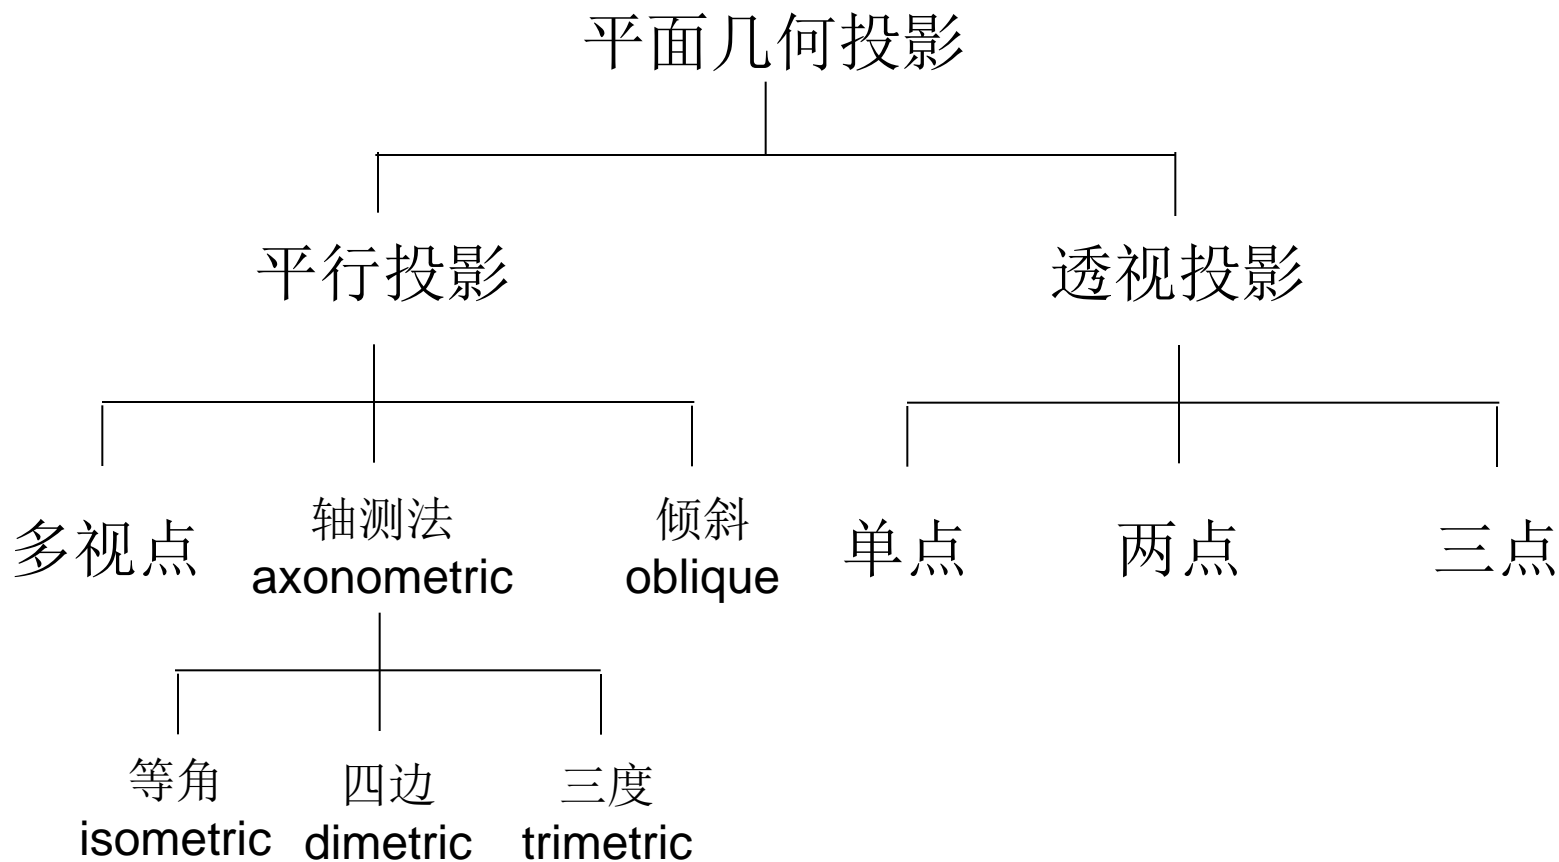 平面几何投影
平行投影
透视投影
多视点
轴测法
axonometric
倾斜
oblique
单点
两点
三点
等角
isometric
四边
dimetric
三度
trimetric